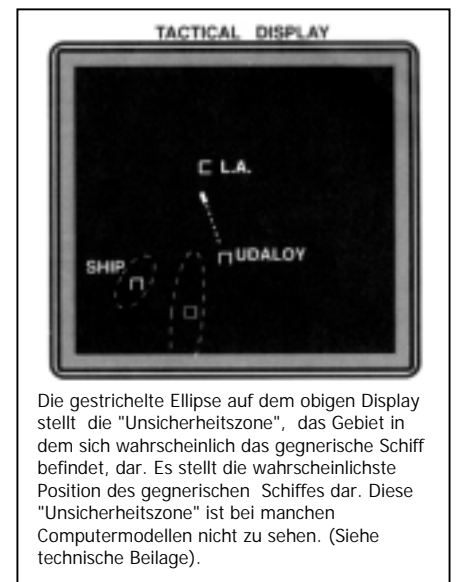 TACTICAL DISPLAY
L.A.
UDALOY
SHIP
Die gestrichelte Ellipse auf dem obigen Display
stellt die "Unsicherheitszone", das Gebiet in
dem sich wahrscheinlich das gegnerische Schiff
befindet, dar. Es stellt die wahrscheinlichste
Position des gegnerischen Schiffes dar. Diese
"Unsicherheitszone" ist bei manchen
Computermodellen nicht zu sehen. (Siehe
technische Beilage).